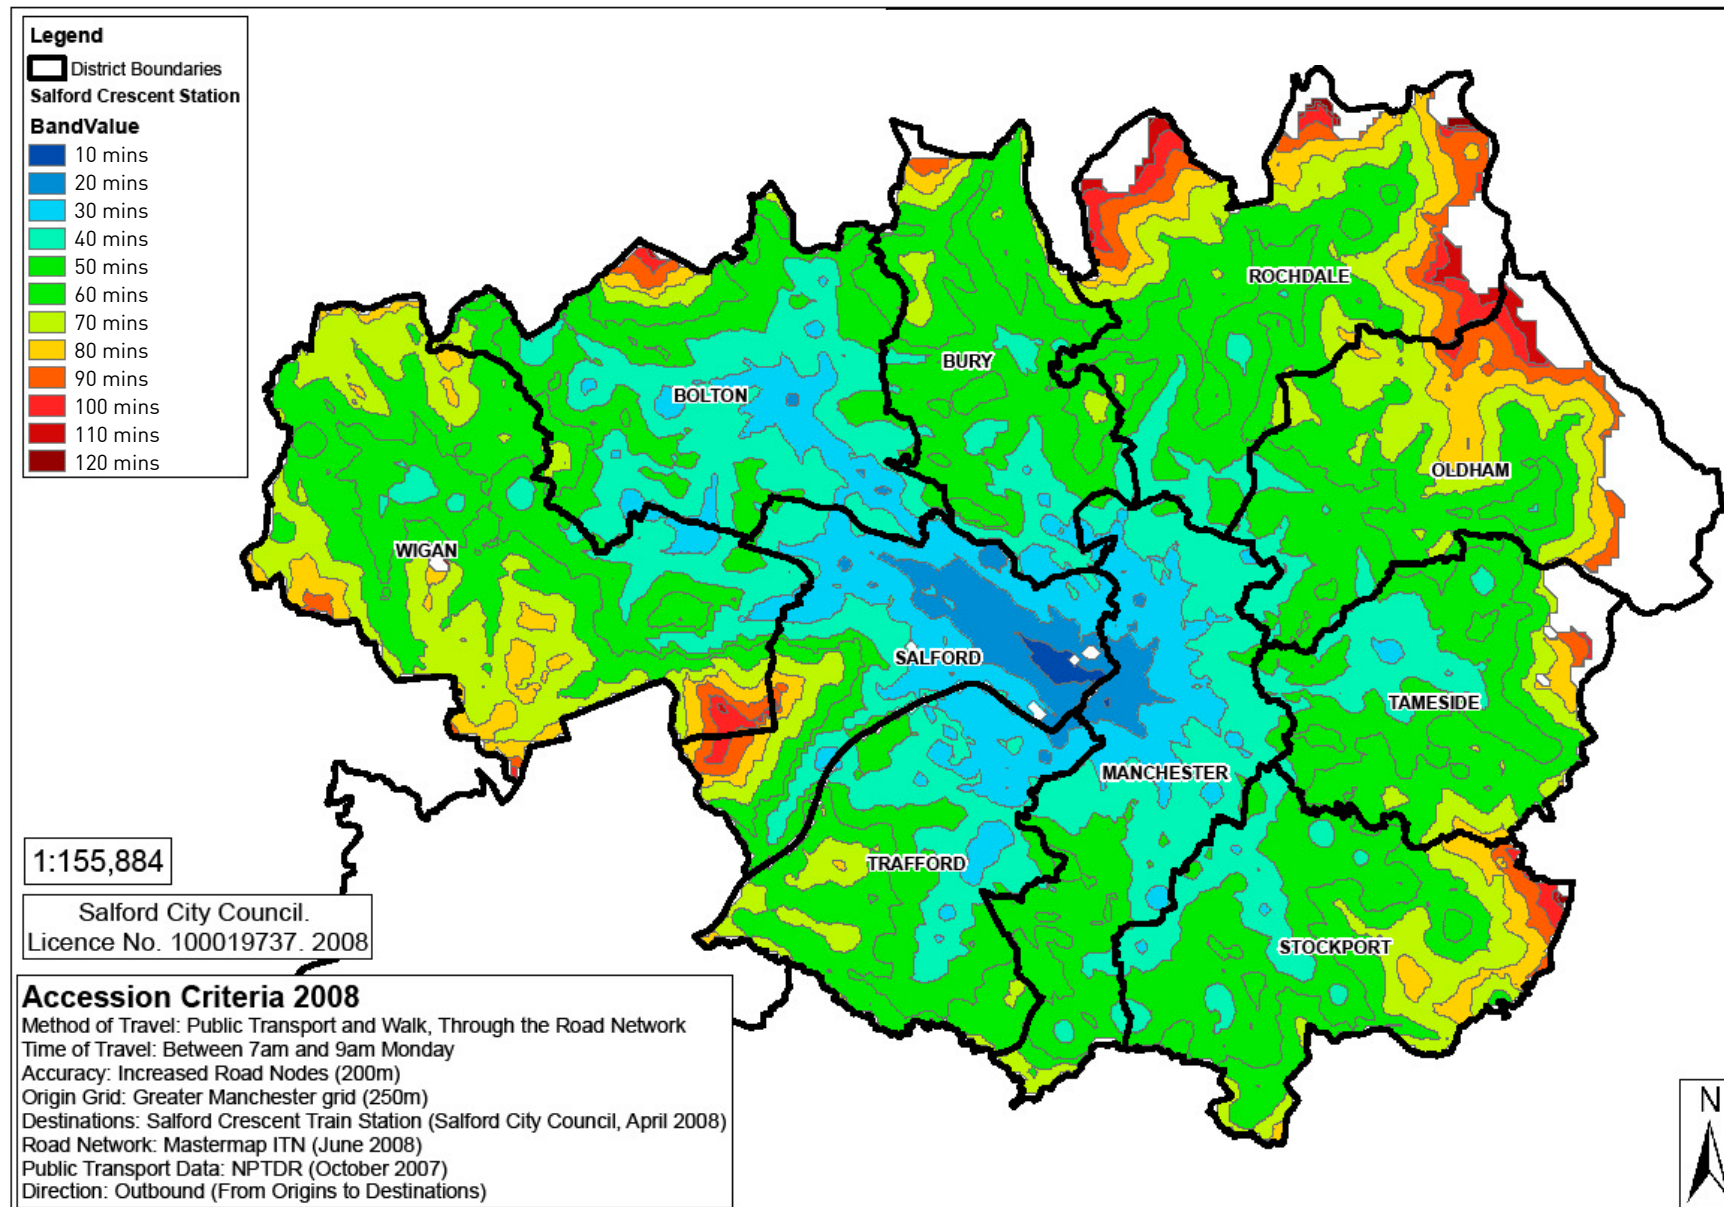 Legend
District Boundaries
Salford Crescent Station
BandValue
10 mins
20 mins
30 mins
40 mins
50 mins
60 mins
70 mins
80 mins
90 mins
100 mins
110 mins
120 mins
ROCHDALE
BURY
BOLTON
OLDHAM
WIGAN
SALFORD
TAMESIDE
MANCHESTER
TRAFFORD
STOCKPORT
1:155,884
Salford City Council.
Licence No. 100019737. 2008
Accession Criteria 2008
Method of Travel: Public Transport and Walk, Through the Road Network
Time of Travel: Between 7am and 9am Monday
Accuracy: Increased Road Nodes (200m)
Origin Grid: Greater Manchester grid (250m)
Destinations: Salford Crescent Train Station (Salford City Council, April 2008)
Road Network: Mastermap ITN (June 2008)
Public Transport Data: NPTDR (October 2007)
Direction: Outbound (From Origins to Destinations)
N